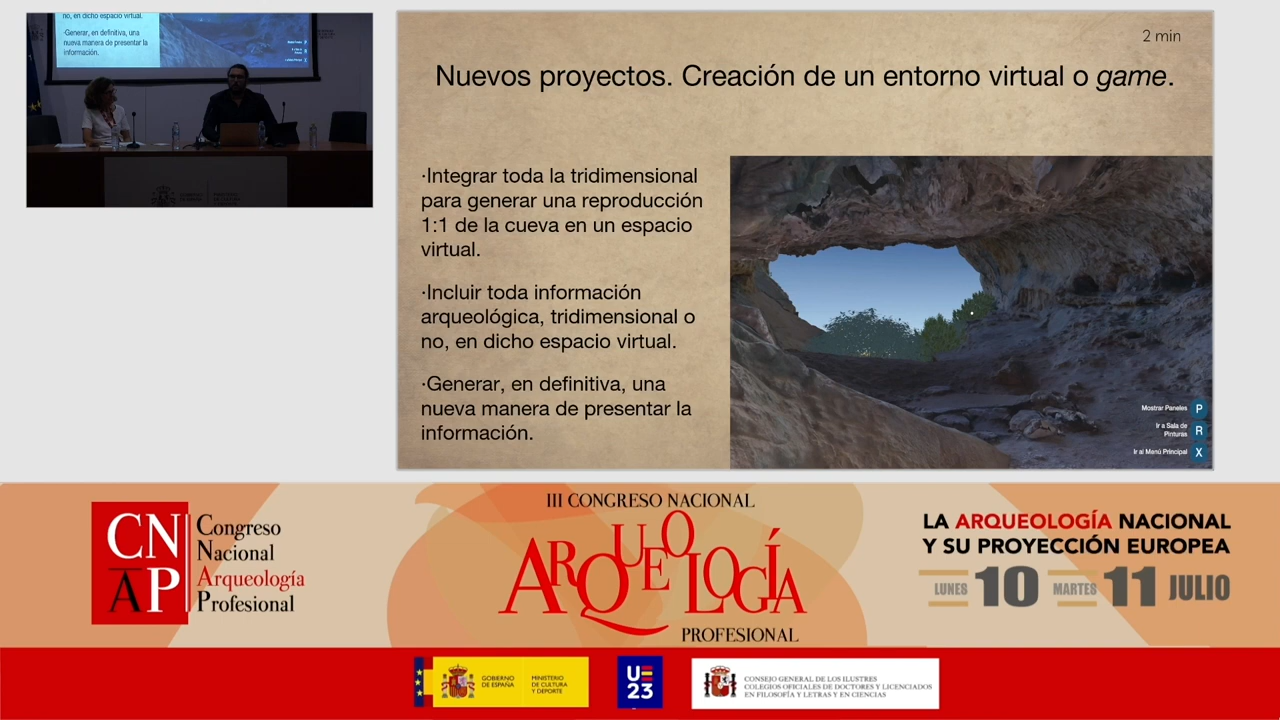 no, en dicho espacio virtual.
·Generar, en definitiva, una
nueva manera de presentar la
información.
2 min
Nuevos proyectos. Creación de un entorno virtual o game.
·Integrar toda la tridimensional
para generar una reproducción
1:1 de la cueva en un espacio
virtual.
·Incluir toda información
arqueológica, tridimensional o
no, en dicho espacio virtual.
·Generar, en definitiva, una
nueva manera de presentar la
información.
Mostrar Paneles P
Ir a Sala de
Pinturas R
Ir al Menú Principal X
CN
AP
Congreso
Nacional
Arqueología
Profesional
III CONGRESO NACIONAL
ARQUEOLOGÍA
PROFESIONAL
LA ARQUEOLOGÍA NACIONAL
Y SU PROYECCIÓN EUROPEA
LUNES 10 MARTES 11 JULIO
GOBIERNO
DE ESPAÑA
MINISTERIO
DE CULTURA
Y DEPORTE
UE
23
CONSEJO GENERAL DE LOS ILUSTRES
COLEGIOS OFICIALES DE DOCTORES Y LICENCIADOS
EN FILOSOFÍA Y LETRAS Y EN CIENCIAS